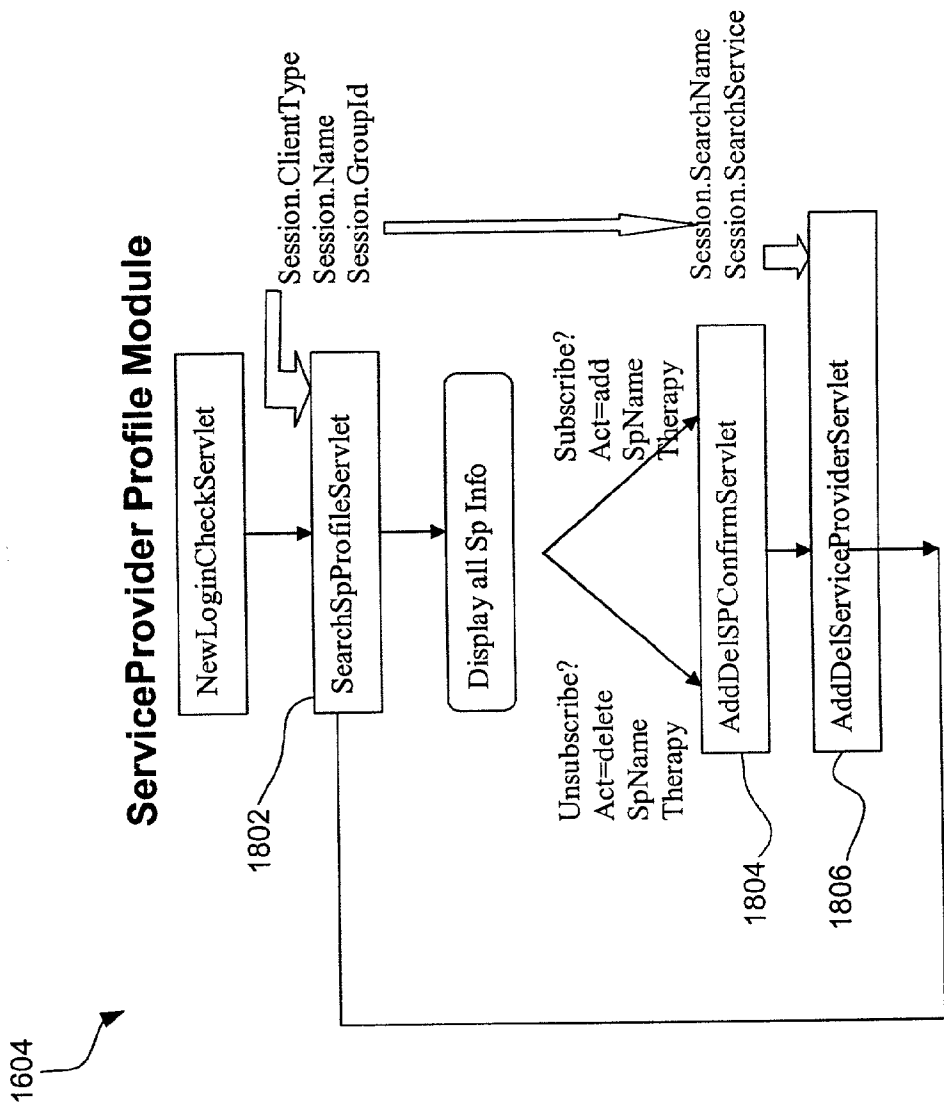 1604
ServiceProvider Profile Module
NewLoginCheckServlet
1802
SearchSpProfileServlet
Session.ClientType
Session.Name
Session.GroupId
Display all Sp Info
Unsubscribe?
Act=delete
SpName
Therapy
Subscribe?
Act=add
SpName
Therapy
Session.SearchName
Session.SearchService
1804
AddDelSPConfirmServlet
1806
AddDelServiceProviderServlet